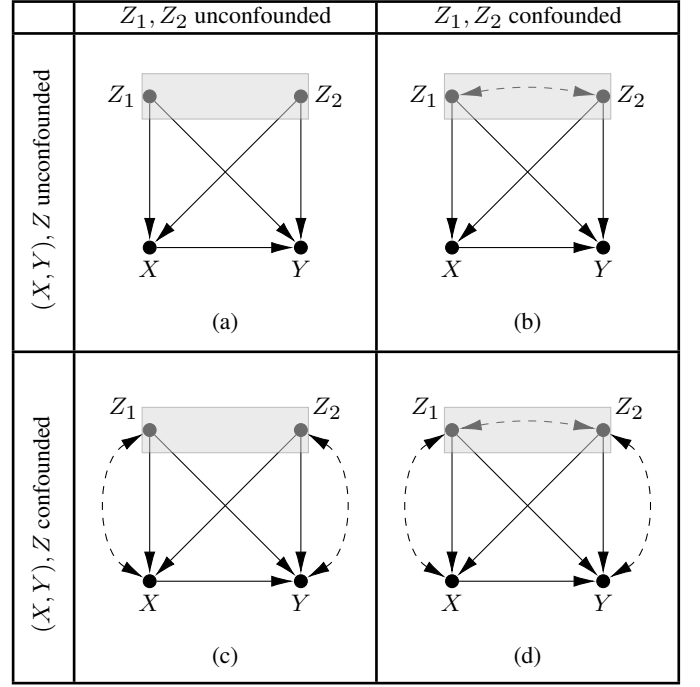 Z₁, Z₂ unconfounded
Z₁, Z₂ confounded
(X, Y), Z unconfounded
Z₁
Z₂
X
Y
(a)
Z₁
Z₂
X
Y
(b)
(X, Y), Z confounded
Z₁
Z₂
X
Y
(c)
Z₁
Z₂
X
Y
(d)